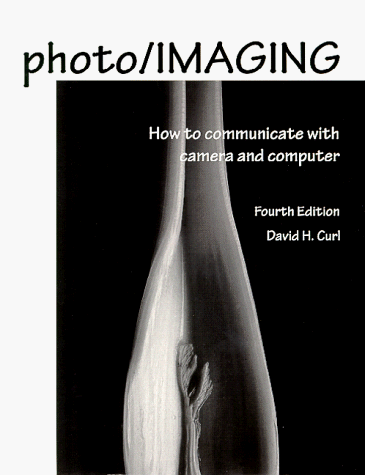 photo/IMAGING
How to communicate with
camera and computer
Fourth Edition
David H. Curl